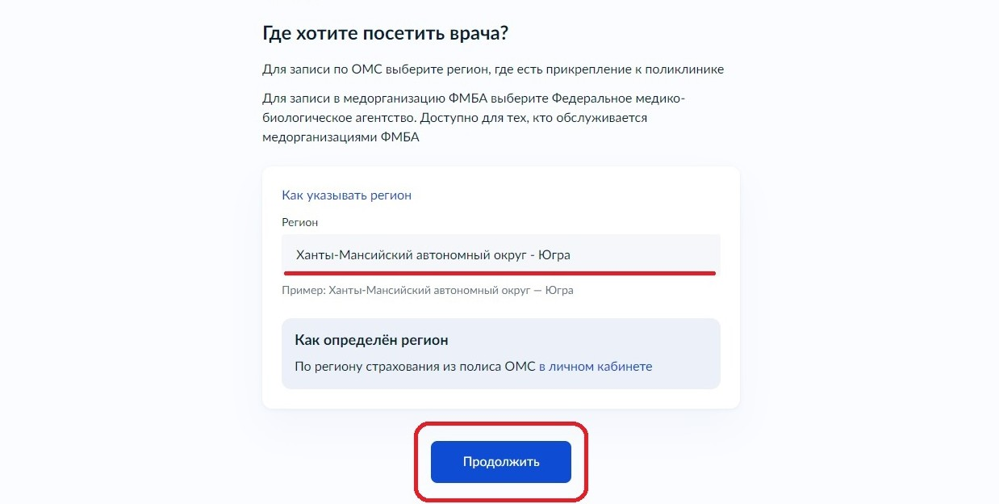 Где хотите посетить врача?
Для записи по ОМС выберите регион, где есть прикрепление к поликлинике
Для записи в медорганизацию ФМБА выберите Федеральное медико-
биологическое агентство. Доступно для тех, кто обслуживается
медорганизациями ФМБА
Как указывать регион
Регион
Ханты-Мансийский автономный округ - Югра
Пример: Ханты-Мансийский автономный округ — Югра
Как определён регион
По региону страхования из полиса ОМС в личном кабинете
Продолжить